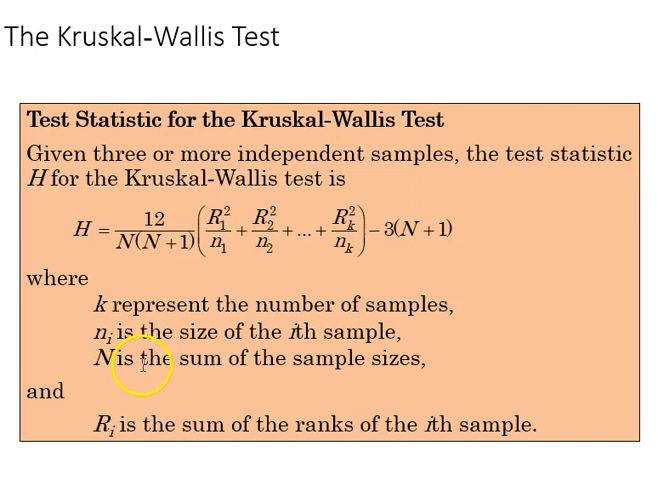 The Kruskal-Wallis Test
Test Statistic for the Kruskal-Wallis Test
Given three or more independent samples, the test statistic
H for the Kruskal-Wallis test is
H = 12/N(N+1) (R₁²/n₁ + R₂²/n₂ + ... + Rₖ²/nₖ) − 3(N + 1)
where
k represent the number of samples,
nᵢ is the size of the ith sample,
N is the sum of the sample sizes,
and
Rᵢ is the sum of the ranks of the ith sample.